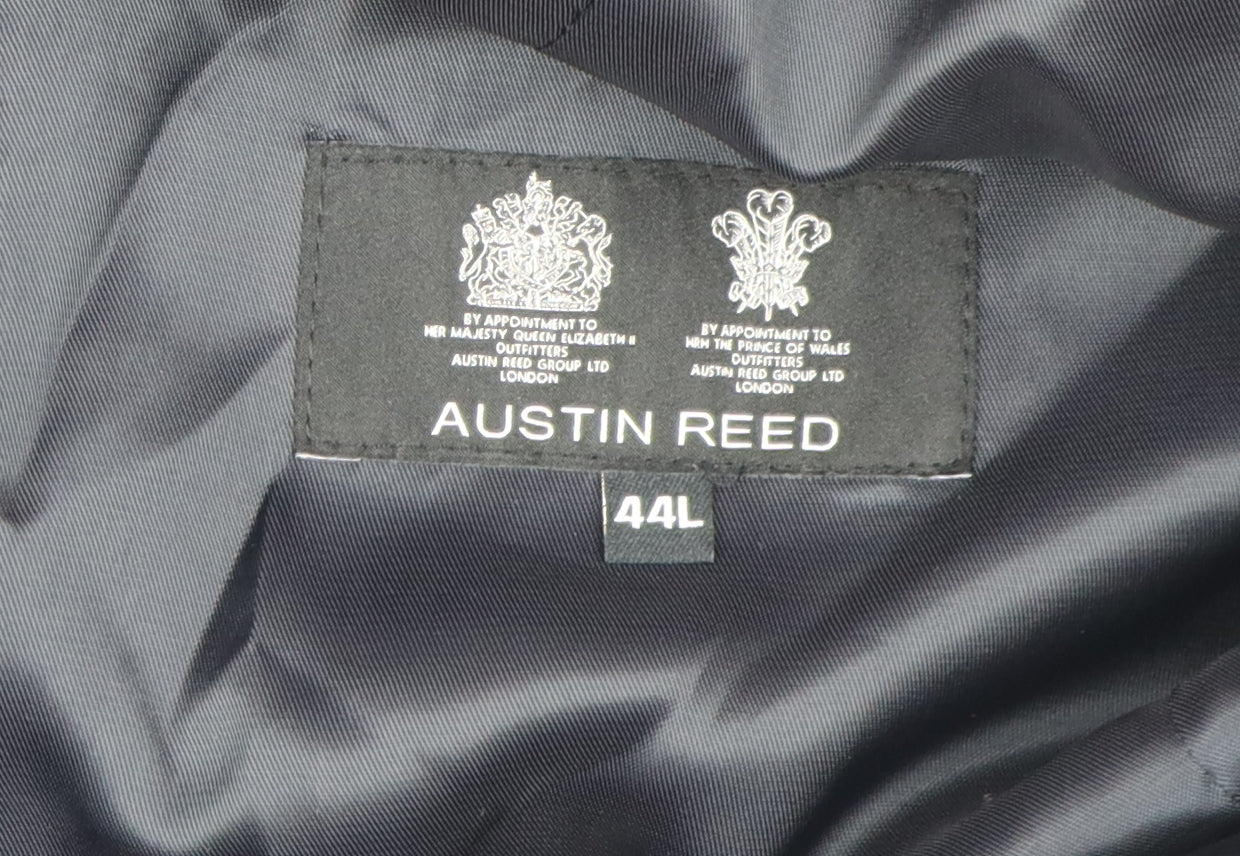 BY APPOINTMENT TO
HER MAJESTY QUEEN ELIZABETH II
OUTFITTERS
AUSTIN REED GROUP LTD
LONDON
BY APPOINTMENT TO
HRH THE PRINCE OF WALES
OUTFITTERS
AUSTIN REED GROUP LTD
LONDON
AUSTIN REED
44L